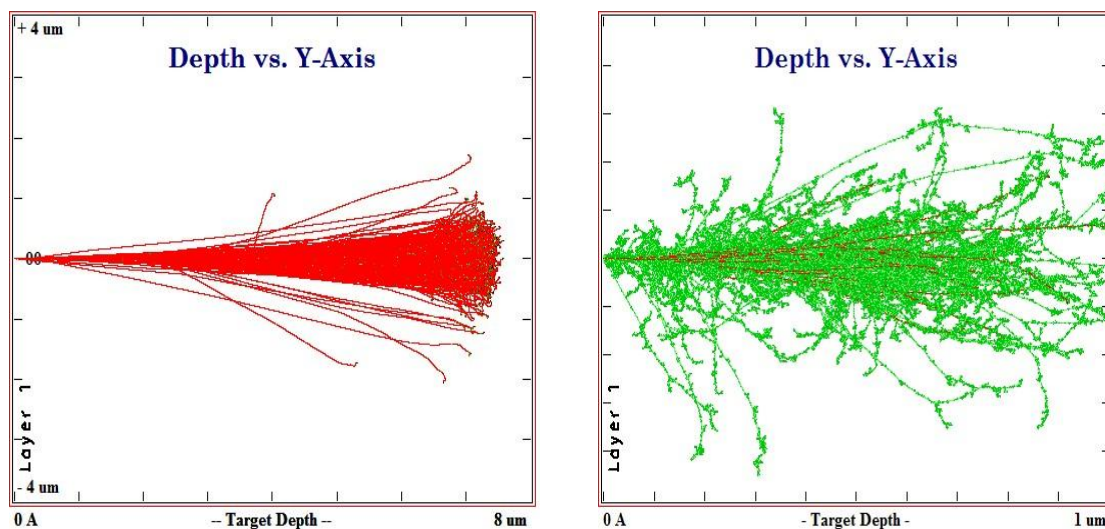 + 4 um
Depth vs. Y-Axis
00
Layer 1
- 4 um
0 A
-- Target Depth --
8 um
Depth vs. Y-Axis
Layer 1
0 A
- Target Depth -
1 um